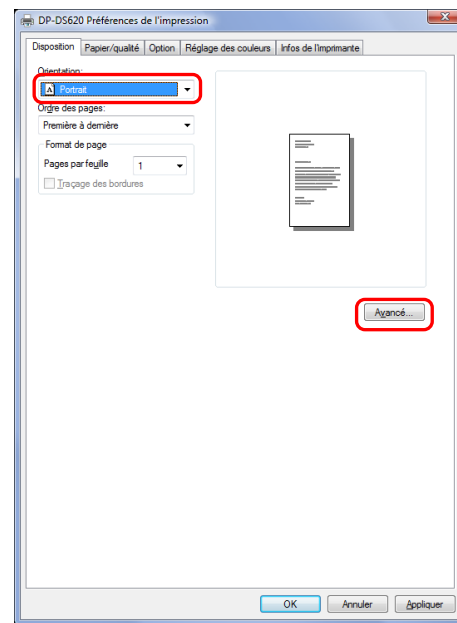 DP-DS620 Préférences de l'impression
Disposition Papier/qualité Option Réglage des couleurs Infos de l'imprimante
Orientation:
A Portrait
Ordre des pages:
Première à dernière
Format de page
Pages par feuille 1
Traçage des bordures
Avancé...
OK Annuler Appliquer